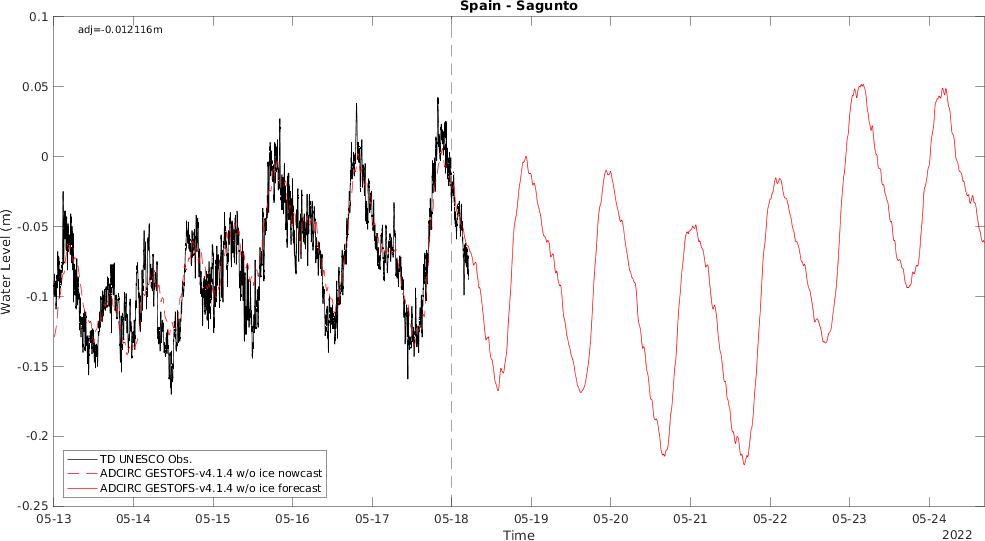 Spain - Sagunto
adj=-0.012116m
0.1
0.05
0
-0.05
-0.1
-0.15
-0.2
-0.25
Water Level (m)
TD UNESCO Obs.
ADCIRC GESTOFS-v4.1.4 w/o ice nowcast
ADCIRC GESTOFS-v4.1.4 w/o ice forecast
05-13 05-14 05-15 05-16 05-17 05-18 05-19 05-20 05-21 05-22 05-23 05-24
Time
2022